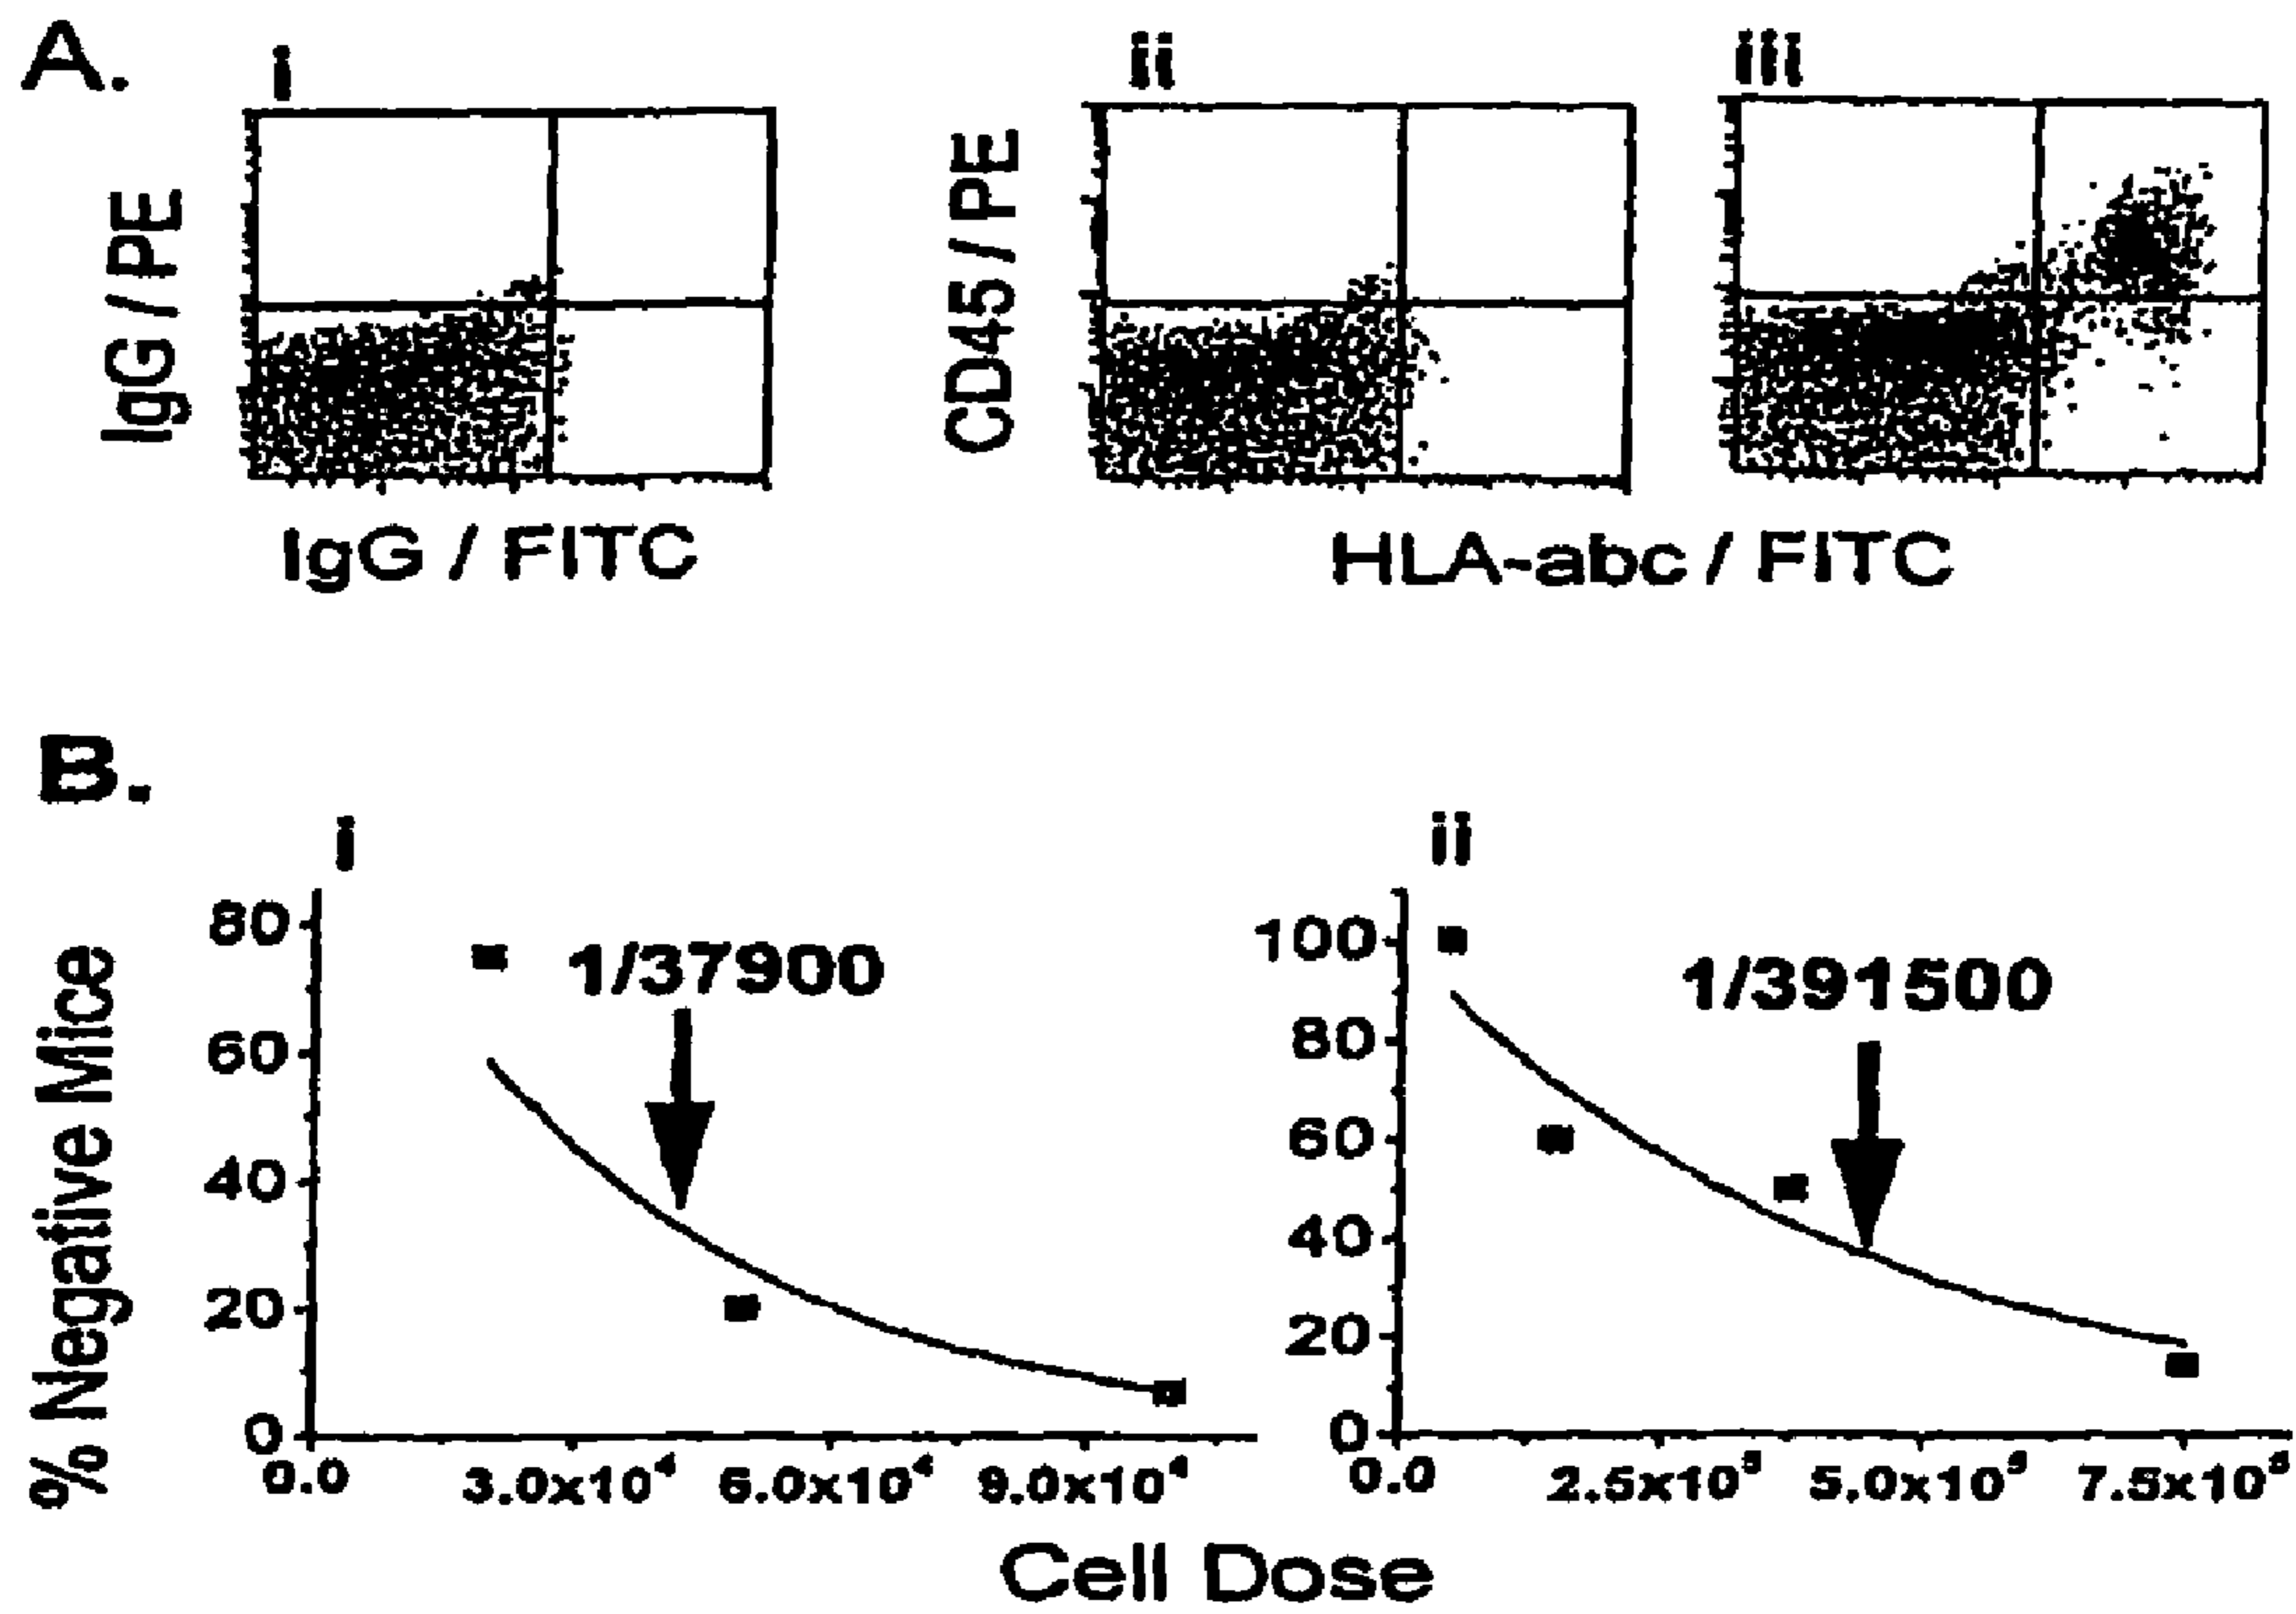 A.
i
ii
iii
IgG / PE
CD45 / PE
IgG / FITC
HLA-abc / FITC
B.
i
ii
% Negative Mice
80
60
40
20
0
1/37900
0.0
3.0x10⁴
6.0x10⁴
9.0x10⁴
100
80
60
40
20
0
1/391500
0.0
2.5x10⁵
5.0x10⁵
7.5x10⁵
Cell Dose